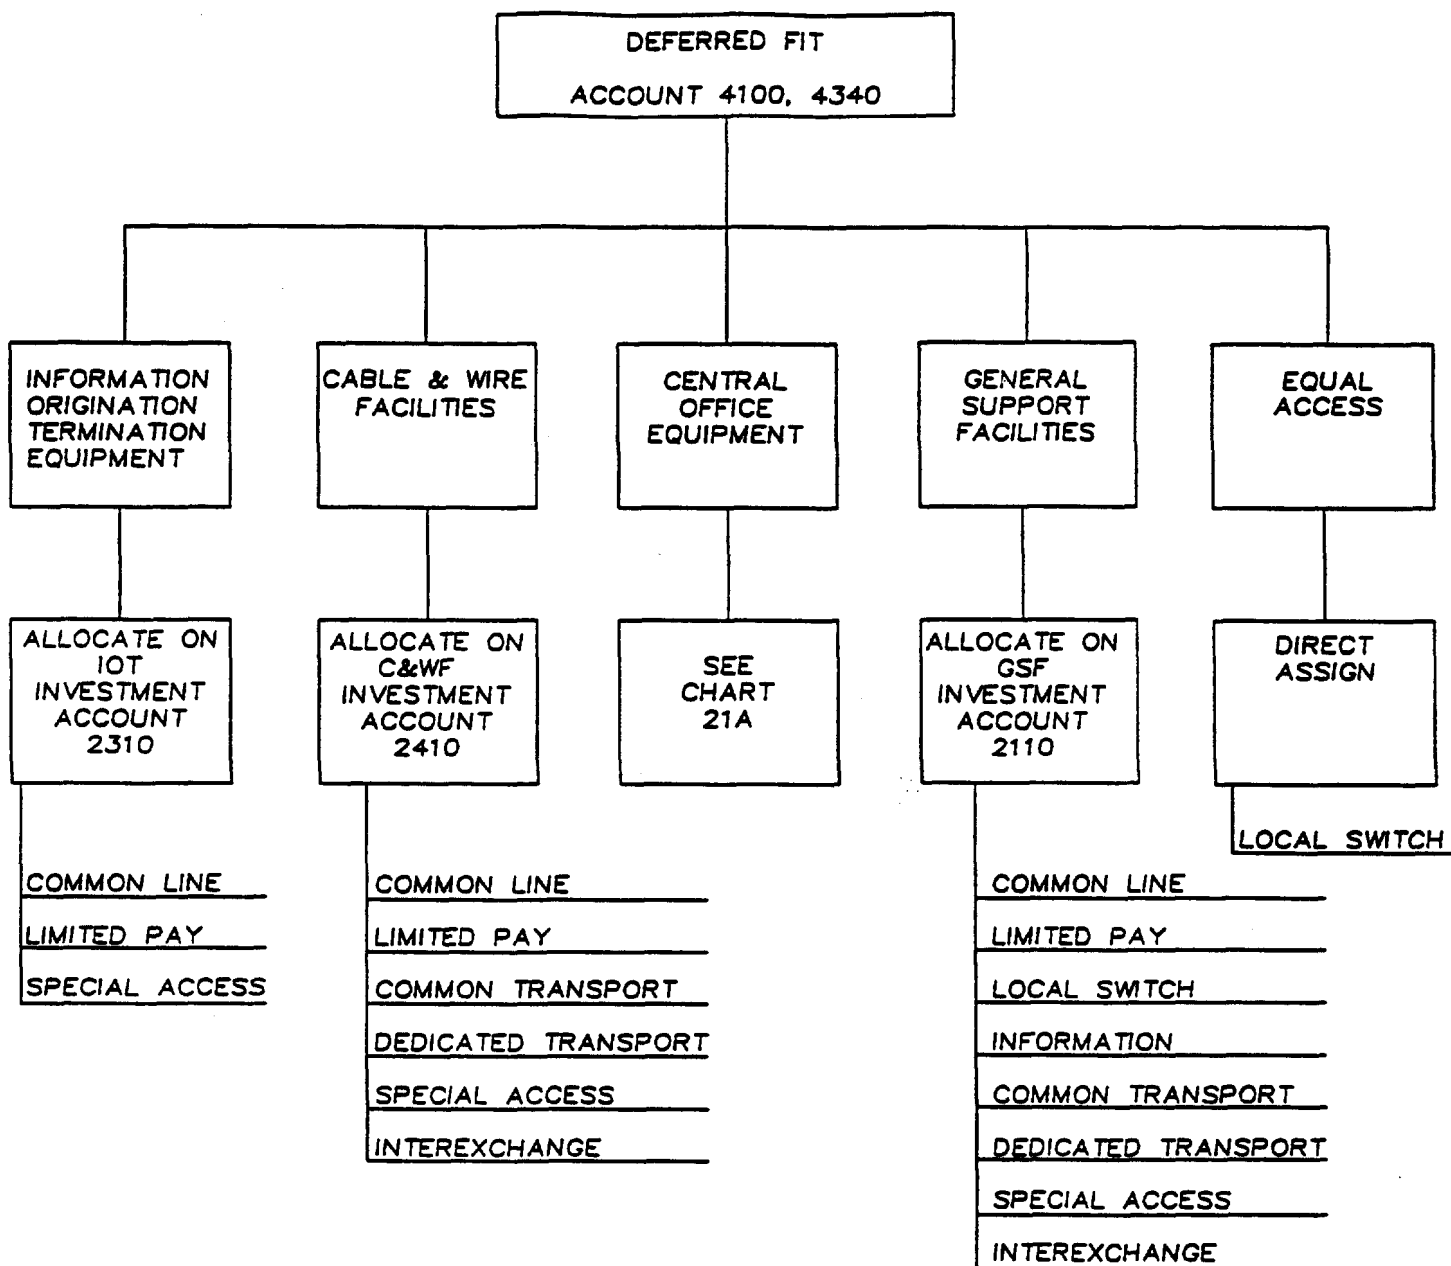 DEFERRED FIT
ACCOUNT 4100, 4340
INFORMATION
ORIGINATION
TERMINATION
EQUIPMENT
CABLE & WIRE
FACILITIES
CENTRAL
OFFICE
EQUIPMENT
GENERAL
SUPPORT
FACILITIES
EQUAL
ACCESS
ALLOCATE ON
IOT
INVESTMENT
ACCOUNT
2310
ALLOCATE ON
C&WF
INVESTMENT
ACCOUNT
2410
SEE
CHART
21A
ALLOCATE ON
GSF
INVESTMENT
ACCOUNT
2110
DIRECT
ASSIGN
COMMON LINE
LIMITED PAY
SPECIAL ACCESS
COMMON LINE
LIMITED PAY
COMMON TRANSPORT
DEDICATED TRANSPORT
SPECIAL ACCESS
INTEREXCHANGE
COMMON LINE
LIMITED PAY
LOCAL SWITCH
INFORMATION
COMMON TRANSPORT
DEDICATED TRANSPORT
SPECIAL ACCESS
INTEREXCHANGE
LOCAL SWITCH